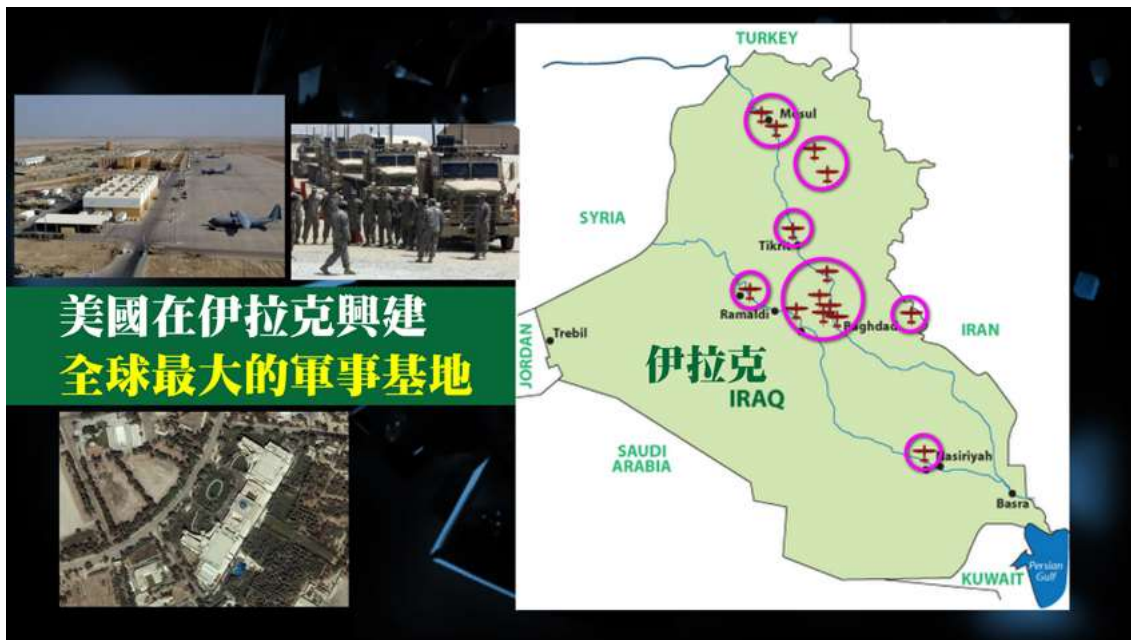 美國在伊拉克興建
全球最大的軍事基地
TURKEY
Mosul
SYRIA
Tikrit
Ramaldi
Baghdad
IRAN
JORDAN
Trebil
伊拉克
IRAQ
SAUDI
ARABIA
Nasiriyah
Basra
KUWAIT
Persian
Gulf